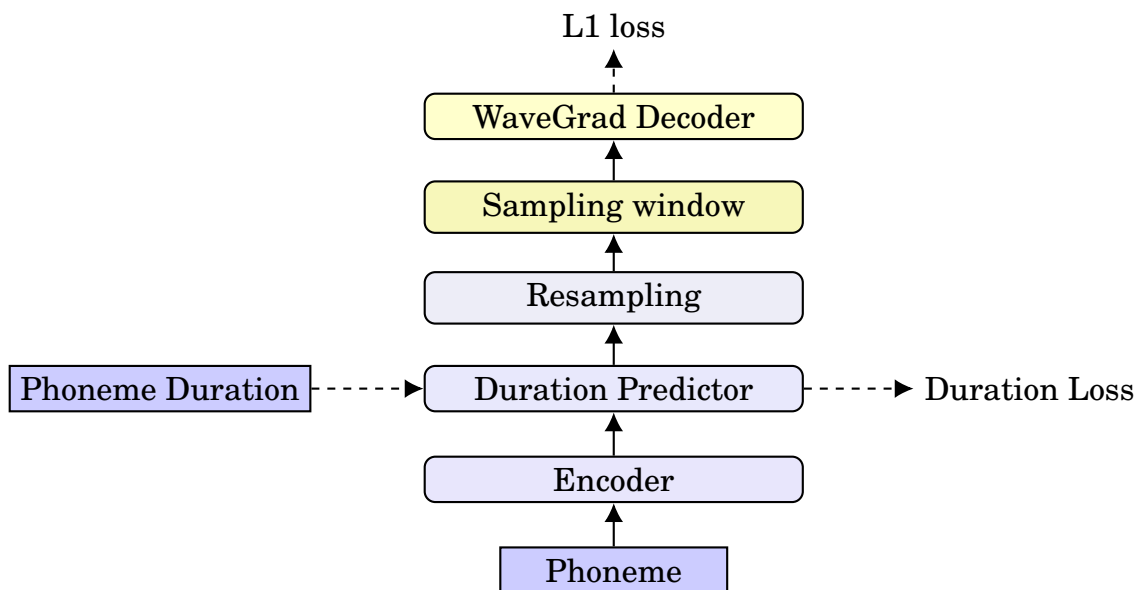 L1 loss
WaveGrad Decoder
Sampling window
Resampling
Phoneme Duration
Duration Predictor
Duration Loss
Encoder
Phoneme